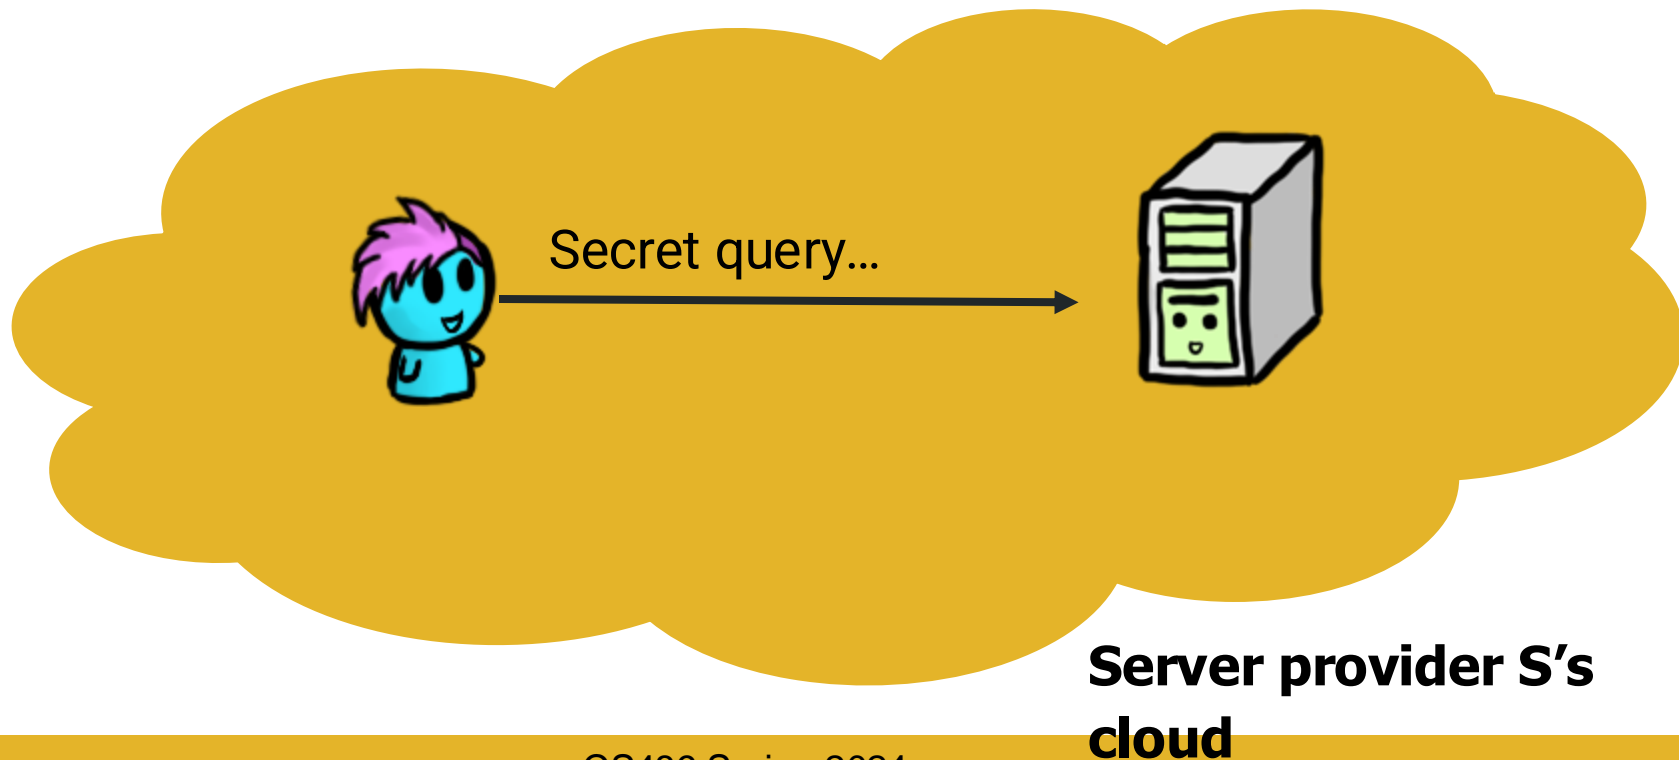 Secret query...
Server provider S’s
cloud